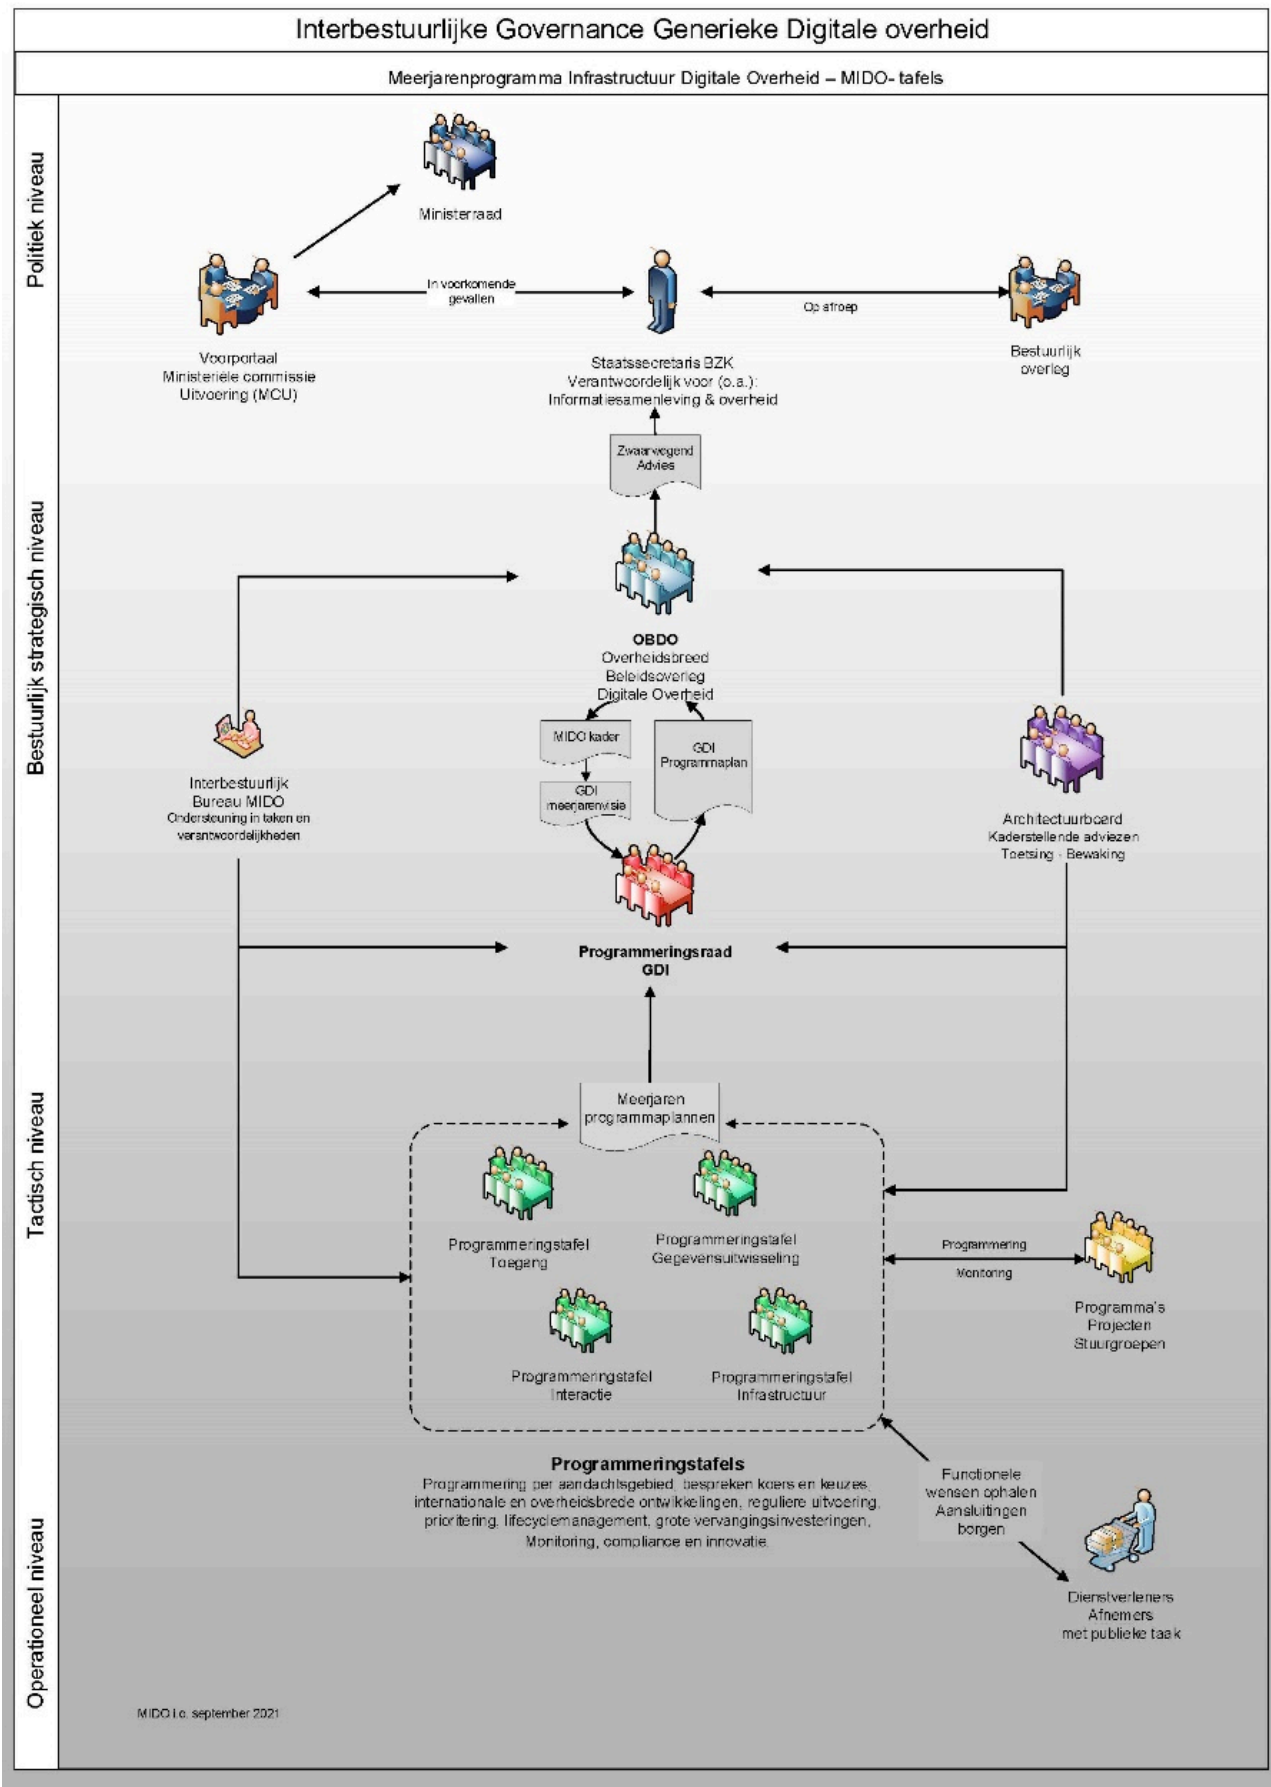 Interbestuurlijke Governance Generieke Digitale overheid
Meerjarenprogramma Infrastructuur Digitale Overheid – MIDO- tafels
Politiek niveau
Ministerraad
In voorkomende
gevallen
Op afroep
Voorportaal
Ministeriële commissie
Uitvoering (MCU)
Staatssecretaris BZK
Verantwoordelijk voor (o.a.):
Informatiesamenleving & overheid
Bestuurlijk
overleg
Zwaarwegend
Advies
Bestuurlijk strategisch niveau
OBDO
Overheidsbreed
Beleidsoverleg
Digitale Overheid
MIDO kader
GDI
meerjarenvisie
GDI
Programmaplan
Interbestuurlijk
Bureau MIDO
Ondersteuning in taken en
verantwoordelijkheden
Architectuurboard
Kaderstellende adviezen
Toetsing - Bewaking
Programmeringsraad
GDI
Tactisch niveau
Meerjaren
programmaplannen
Programmeringstafel
Toegang
Programmeringstafel
Gegevensuitwisseling
Programmering
Monitoring
Programma's
Projecten
Stuurgroepen
Programmeringstafel
Interactie
Programmeringstafel
Infrastructuur
Programmeringstafels
Programmering per aandachtsgebied, bespreken koers en keuzes,
internationale en overheidsbrede ontwikkelingen, reguliere uitvoering,
prioritering, lifecyclemanagement, grote vervangingsinvesteringen,
Monitoring, compliance en innovatie.
Functionele
wensen ophalen
Aansluitingen
borgen
Operationeel niveau
Dienstverleners
Afnemers
met publieke taak
MIDO i.o. september 2021